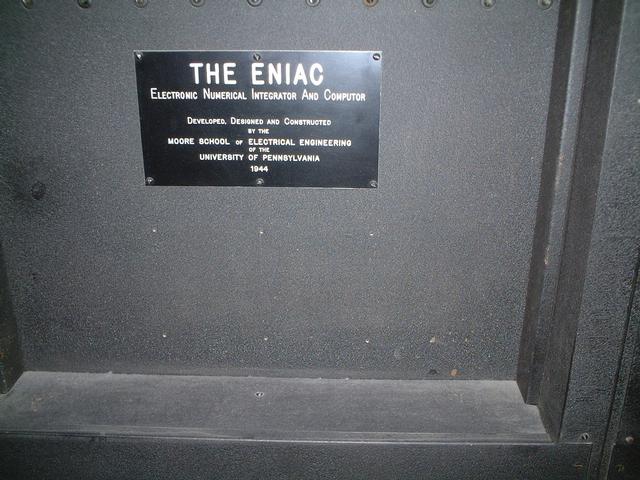 THE ENIAC
ELECTRONIC NUMERICAL INTEGRATOR AND COMPUTOR
DEVELOPED, DESIGNED AND CONSTRUCTED
BY THE
MOORE SCHOOL OF ELECTRICAL ENGINEERING
OF THE
UNIVERSITY OF PENNSYLVANIA
1944